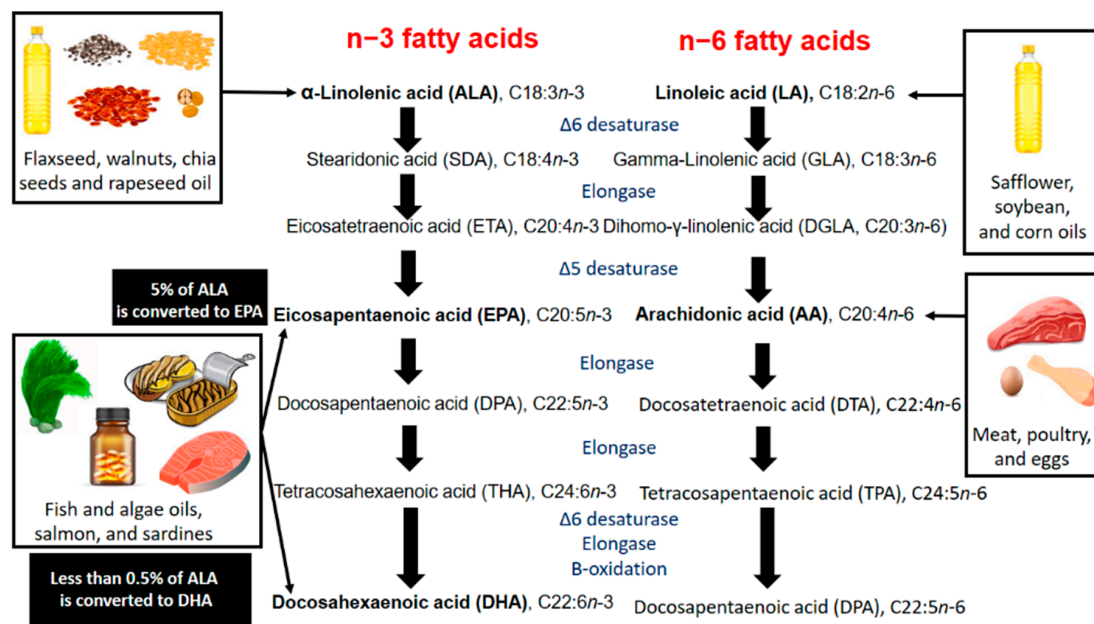 n−3 fatty acids
n−6 fatty acids
Flaxseed, walnuts, chia
seeds and rapeseed oil
α-Linolenic acid (ALA), C18:3n-3
Linoleic acid (LA), C18:2n-6
Safflower,
soybean,
and corn oils
Δ6 desaturase
Stearidonic acid (SDA), C18:4n-3
Gamma-Linolenic acid (GLA), C18:3n-6
Elongase
Eicosatetraenoic acid (ETA), C20:4n-3
Dihomo-γ-linolenic acid (DGLA, C20:3n-6)
Δ5 desaturase
5% of ALA
is converted to EPA
Eicosapentaenoic acid (EPA), C20:5n-3
Arachidonic acid (AA), C20:4n-6
Elongase
Docosapentaenoic acid (DPA), C22:5n-3
Docosatetraenoic acid (DTA), C22:4n-6
Meat, poultry,
and eggs
Elongase
Tetracosahexaenoic acid (THA), C24:6n-3
Tetracosapentaenoic acid (TPA), C24:5n-6
Fish and algae oils,
salmon, and sardines
Δ6 desaturase
Elongase
B-oxidation
Less than 0.5% of ALA
is converted to DHA
Docosahexaenoic acid (DHA), C22:6n-3
Docosapentaenoic acid (DPA), C22:5n-6